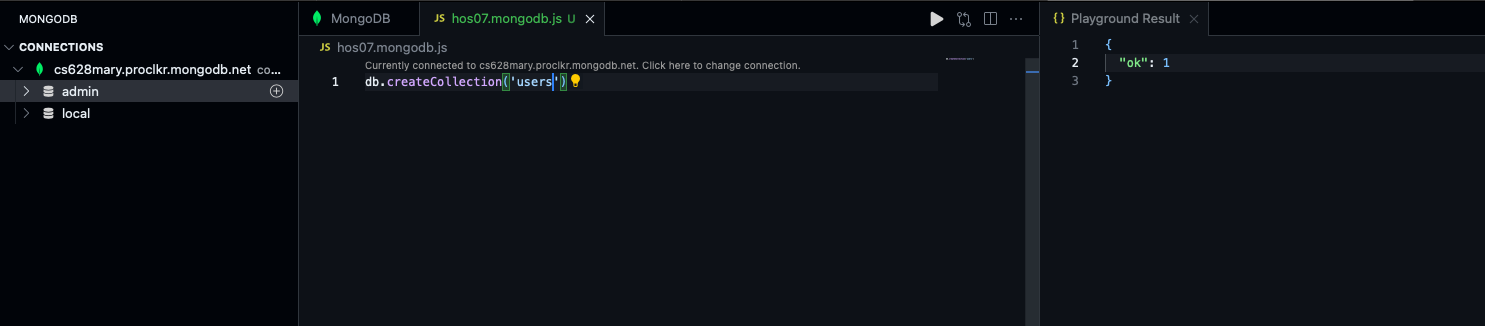 MONGODB
CONNECTIONS
cs628mary.proclkr.mongodb.net co...
admin
local
MongoDB
JS hos07.mongodb.js U
JS hos07.mongodb.js
Currently connected to cs628mary.proclkr.mongodb.net. Click here to change connection.
1 db.createCollection('users')
{} Playground Result
1 {
2 "ok": 1
3 }